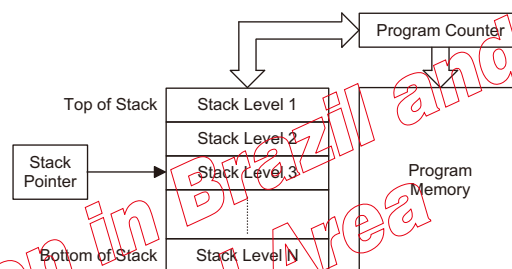 Program Counter
Top of Stack
Stack Level 1
Stack Level 2
Stack
Pointer
Stack Level 3
Program
Memory
Bottom of Stack
Stack Level N
in Brazil and
Area